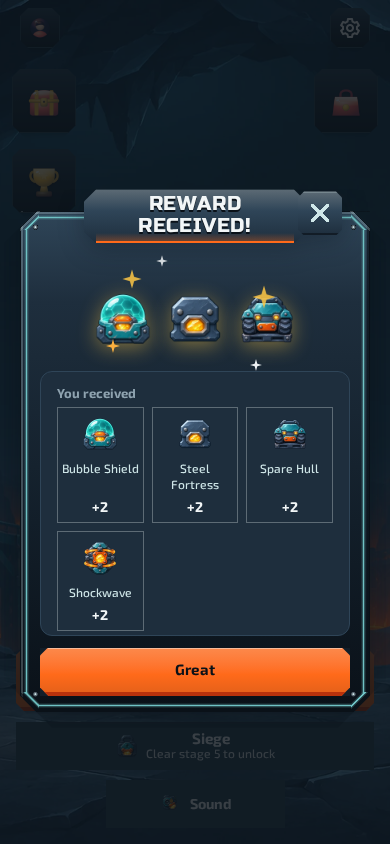 REWARD
RECEIVED!
You received
Bubble Shield
+2
Steel
Fortress
+2
Spare Hull
+2
Shockwave
+2
Great
Siege
Clear stage 5 to unlock
Sound